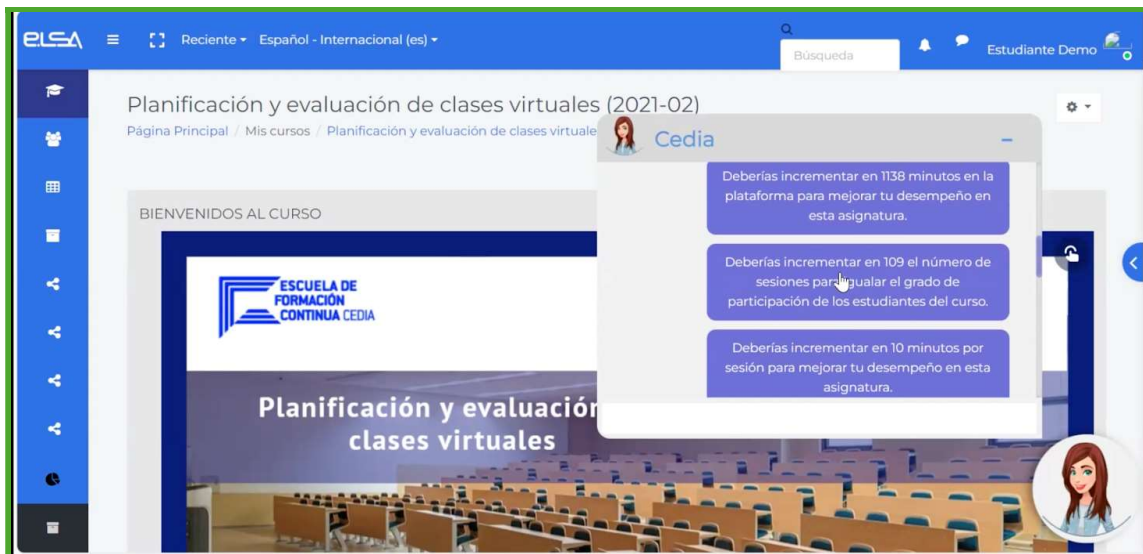 eLSA
Reciente Español - Internacional (es)
Búsqueda
Estudiante Demo
Planificación y evaluación de clases virtuales (2021-02)
Página Principal / Mis cursos / Planificación y evaluación de clases virtuale
BIENVENIDOS AL CURSO
ESCUELA DE
FORMACIÓN
CONTINUA CEDIA
Planificación y evaluación
clases virtuales
Cedia
Deberías incrementar en 1138 minutos en la
plataforma para mejorar tu desempeño en
esta asignatura.
Deberías incrementar en 109 el número de
sesiones para igualar el grado de
participación de los estudiantes del curso.
Deberías incrementar en 10 minutos por
sesión para mejorar tu desempeño en esta
asignatura.